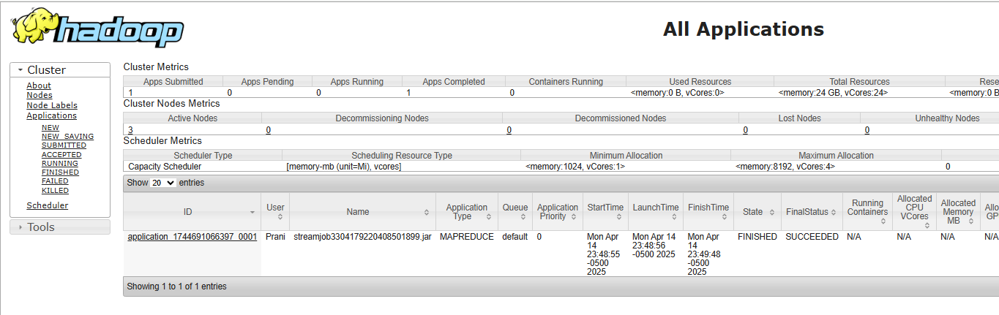 hadoop
All Applications
Cluster
About
Nodes
Node Labels
Applications
NEW
NEW_SAVING
SUBMITTED
ACCEPTED
RUNNING
FINISHED
FAILED
KILLED
Scheduler
Tools
Cluster Metrics
Apps Submitted Apps Pending Apps Running Apps Completed Containers Running Used Resources Total Resources Rese
1 0 0 1 0 <memory:0 B, vCores:0> <memory:24 GB, vCores:24> <memory:0 B
Cluster Nodes Metrics
Active Nodes Decommissioning Nodes Decommissioned Nodes Lost Nodes Unhealthy Nodes
3 0 0 0 0
Scheduler Metrics
Scheduler Type Scheduling Resource Type Minimum Allocation Maximum Allocation
Capacity Scheduler [memory-mb (unit=Mi), vcores] <memory:1024, vCores:1> <memory:8192, vCores:4> 0
Show 20 entries
ID User Name Application Type Queue Application Priority StartTime LaunchTime FinishTime State FinalStatus Running Containers Allocated CPU VCores Allocated Memory MB Allo GP
application_1744691066397_0001 Prani streamjob3304179220408501899.jar MAPREDUCE default 0 Mon Apr 14 23:48:55 -0500 2025 Mon Apr 14 23:48:56 -0500 2025 Mon Apr 14 23:49:48 -0500 2025 FINISHED SUCCEEDED N/A N/A N/A N/A
Showing 1 to 1 of 1 entries